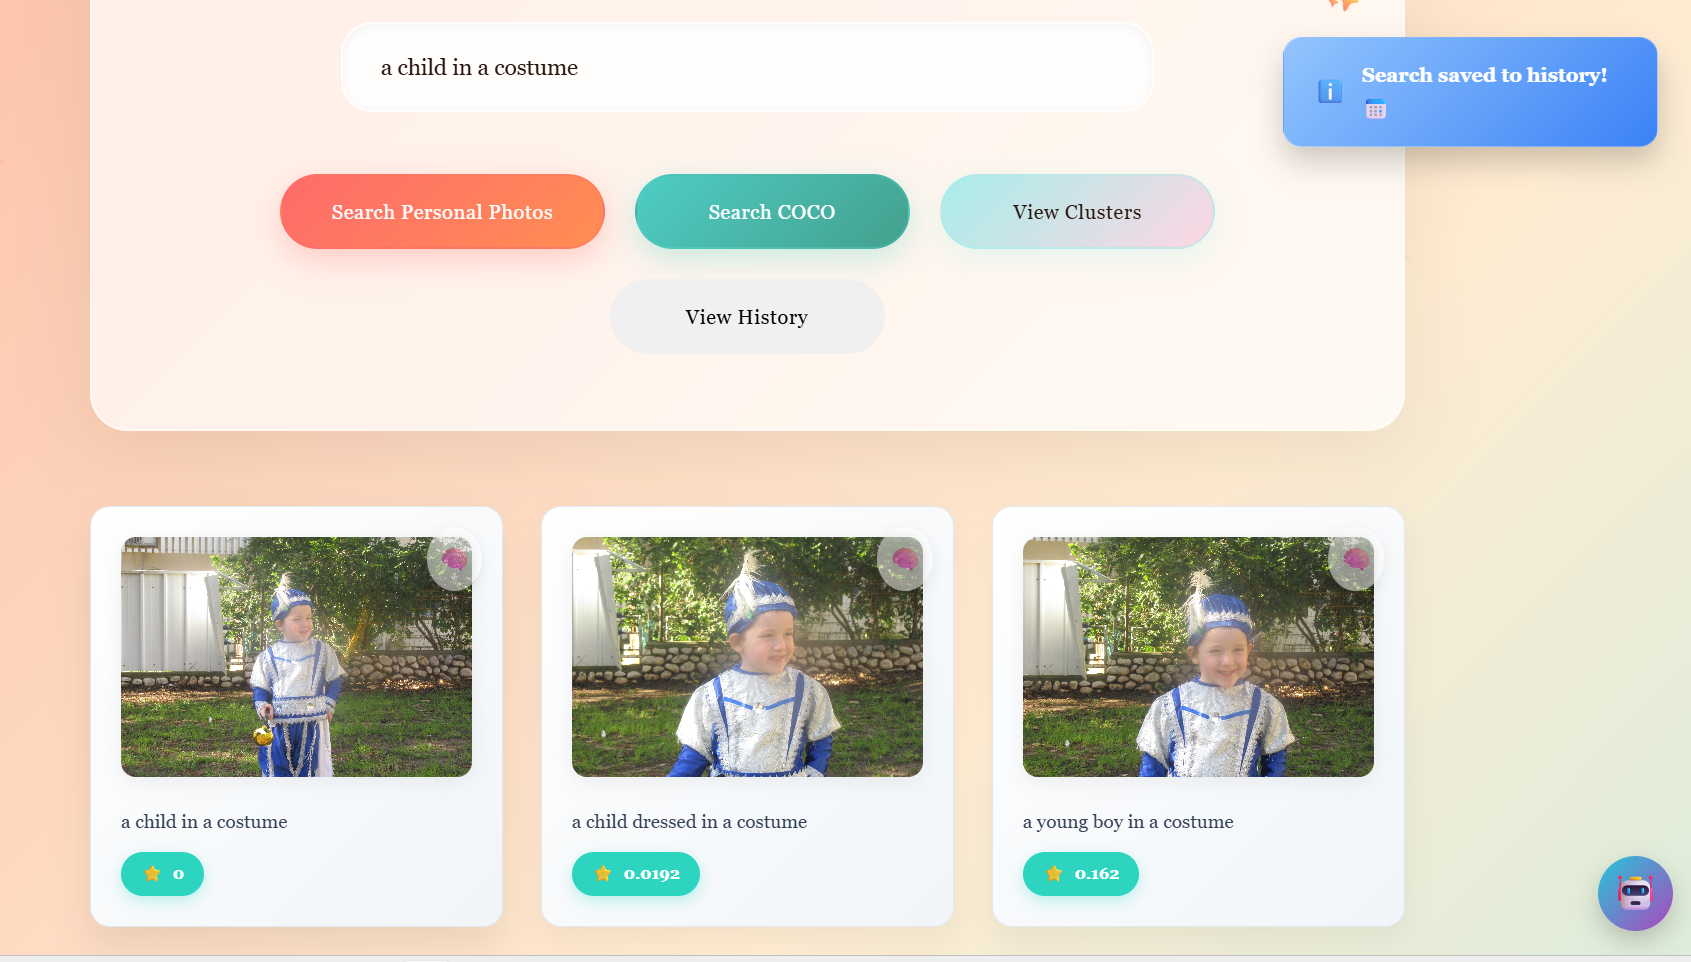 a child in a costume
Search saved to history!
Search Personal Photos
Search COCO
View Clusters
View History
a child in a costume
a child dressed in a costume
a young boy in a costume
0
0.0192
0.162